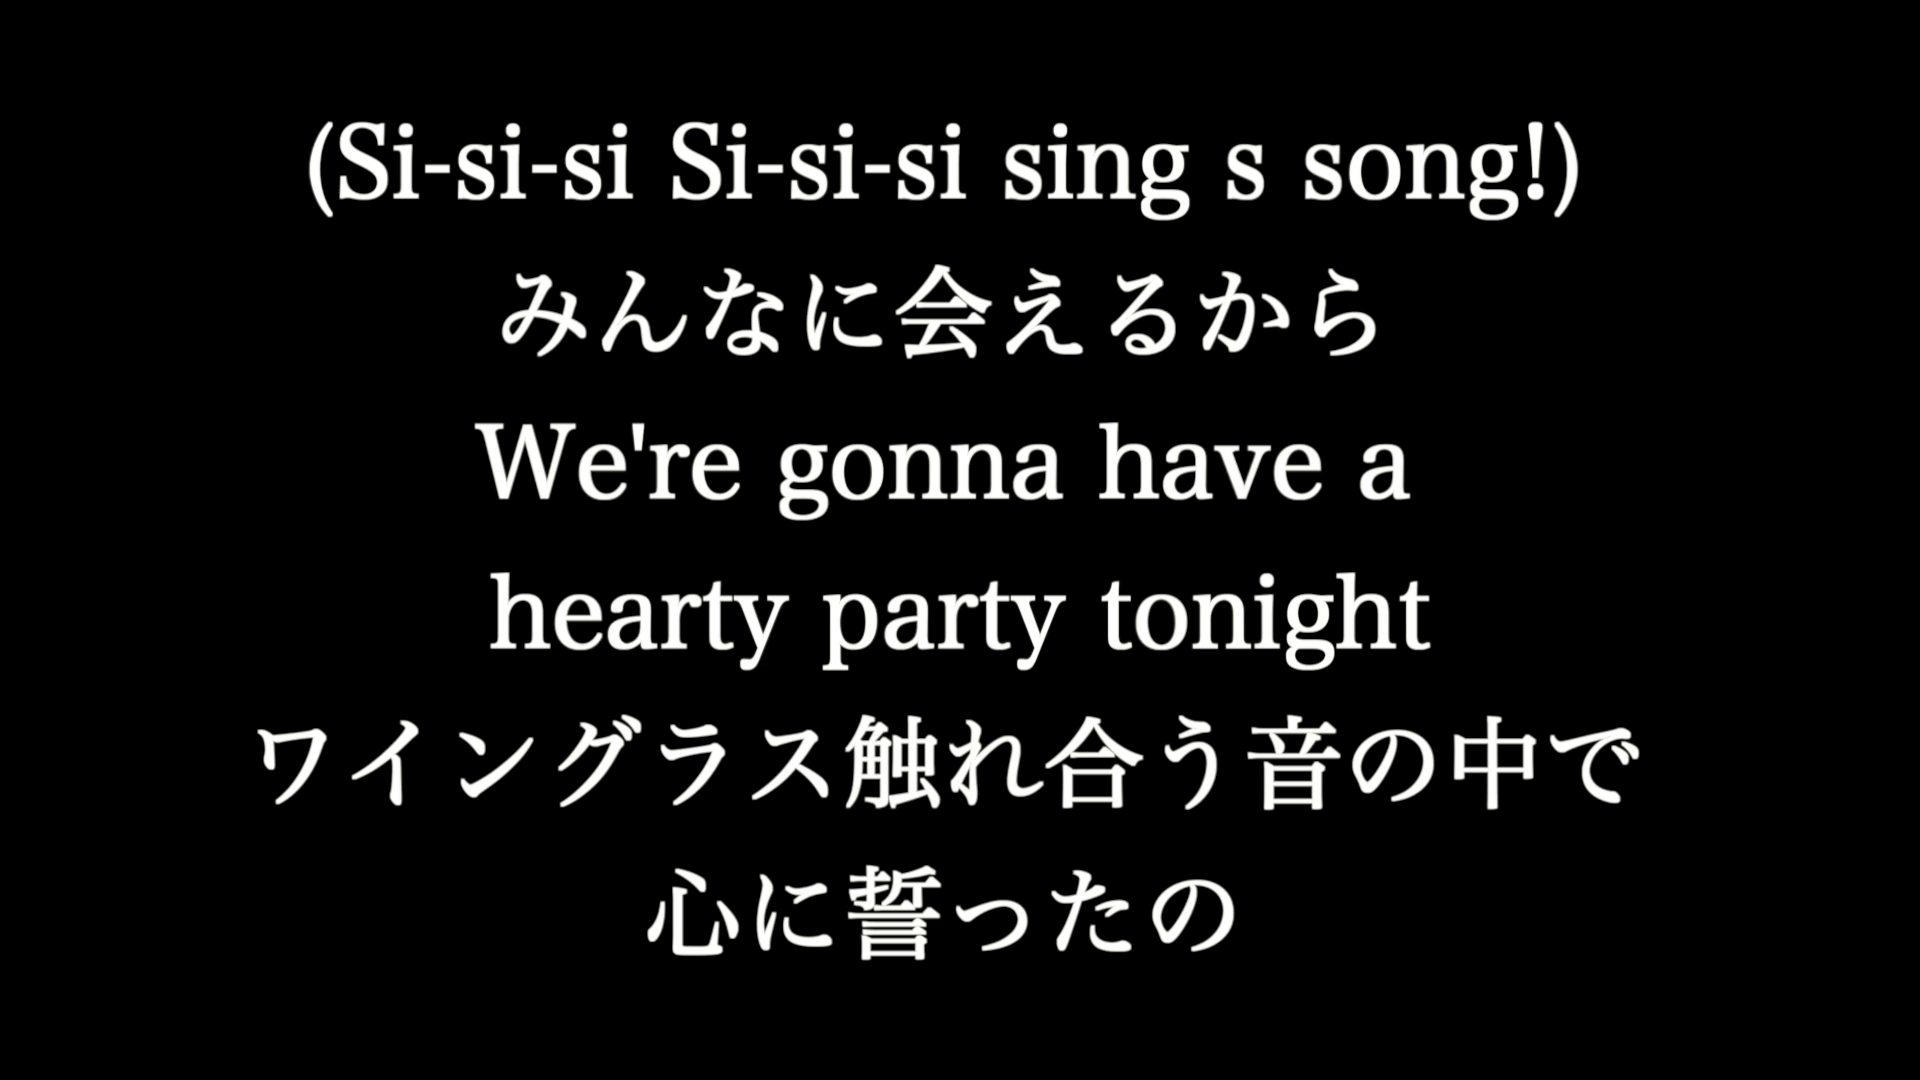 (Si-si-si Si-si-si sing s song!)
みんなに会えるから
We're gonna have a
hearty party tonight
ワイングラス触れ合う音の中で
心に誓ったの